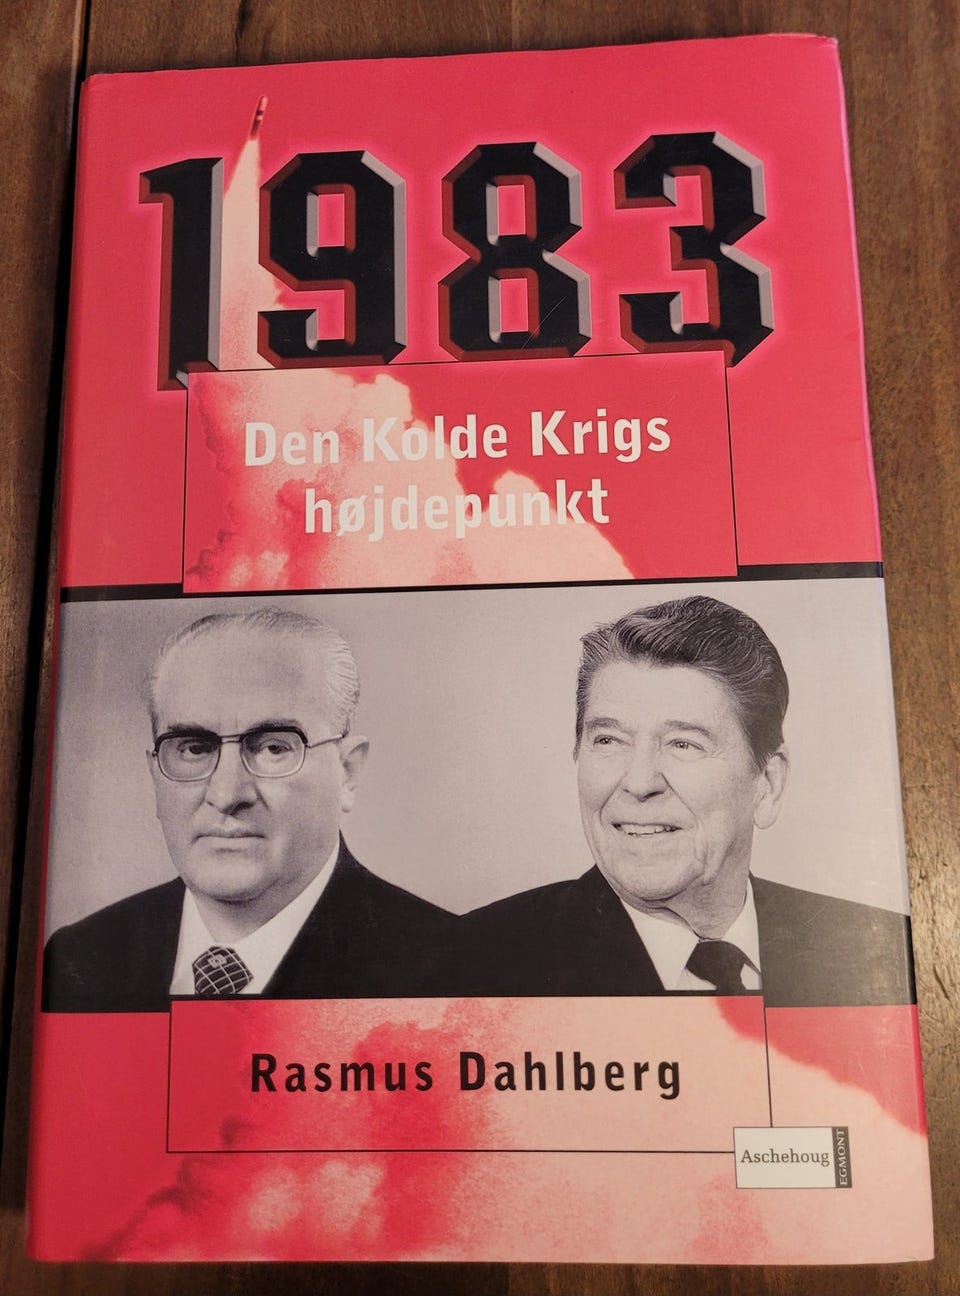 1983
Den Kolde Krigs
højdepunkt
Rasmus Dahlberg
Aschehoug
EGMONT